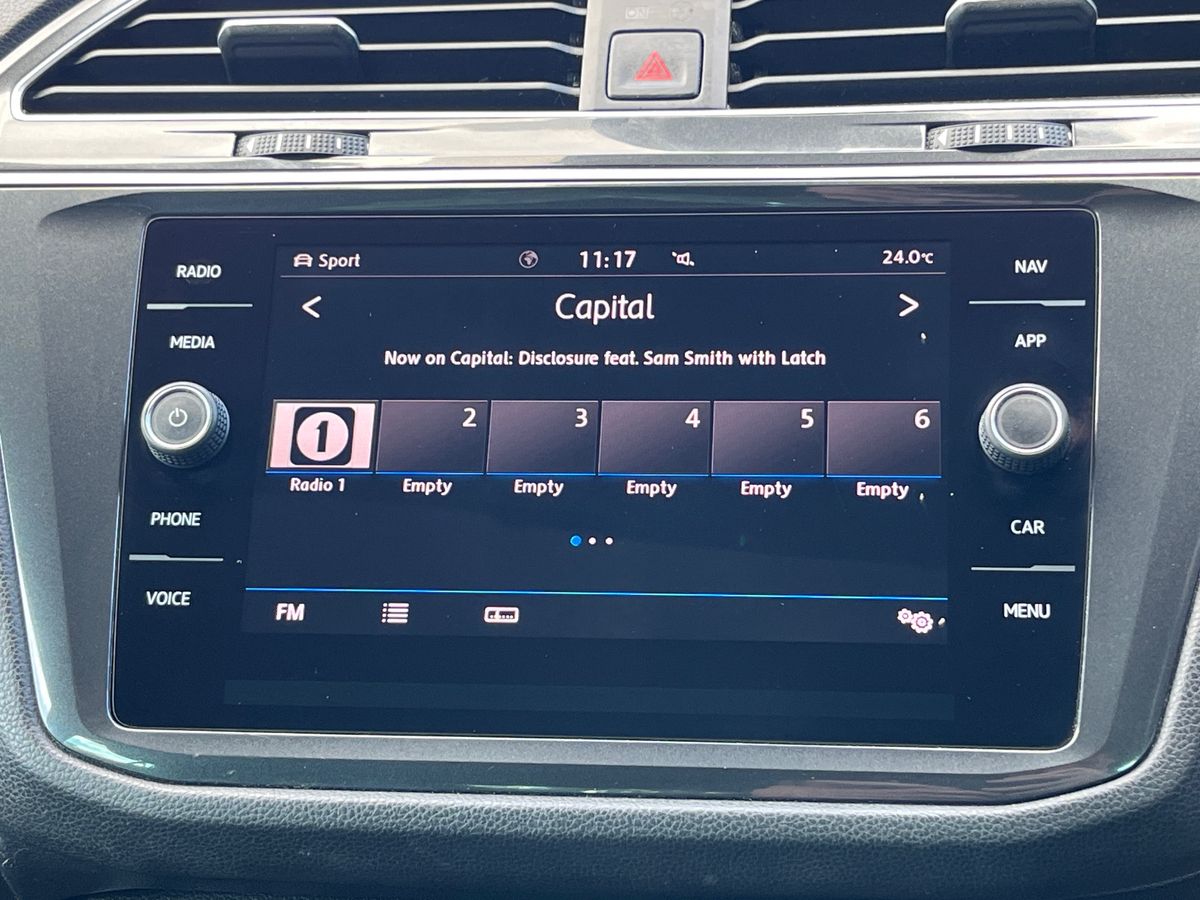 RADIO
MEDIA
PHONE
VOICE
Sport 11:17 24.0°C
< Capital >
Now on Capital: Disclosure feat. Sam Smith with Latch
1 2 3 4 5 6
Radio 1 Empty Empty Empty Empty Empty
FM
NAV
APP
CAR
MENU